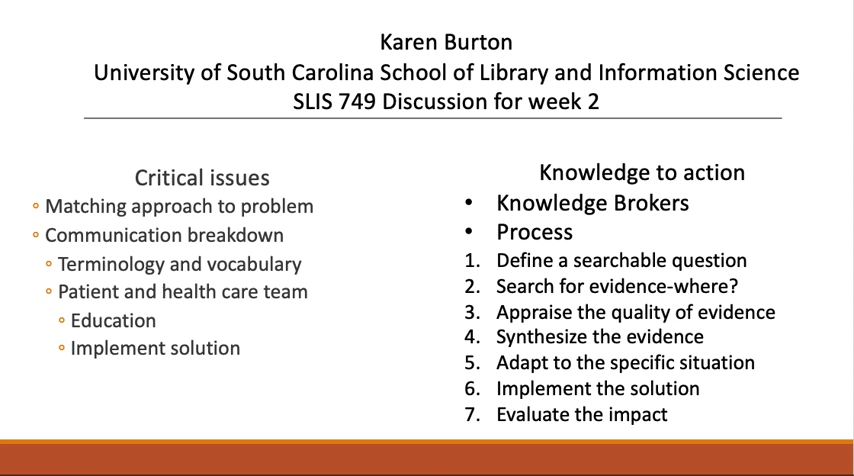 Karen Burton
University of South Carolina School of Library and Information Science
SLIS 749 Discussion for week 2
Critical issues
◦ Matching approach to problem
◦ Communication breakdown
◦ Terminology and vocabulary
◦ Patient and health care team
◦ Education
◦ Implement solution
Knowledge to action
• Knowledge Brokers
• Process
1. Define a searchable question
2. Search for evidence-where?
3. Appraise the quality of evidence
4. Synthesize the evidence
5. Adapt to the specific situation
6. Implement the solution
7. Evaluate the impact